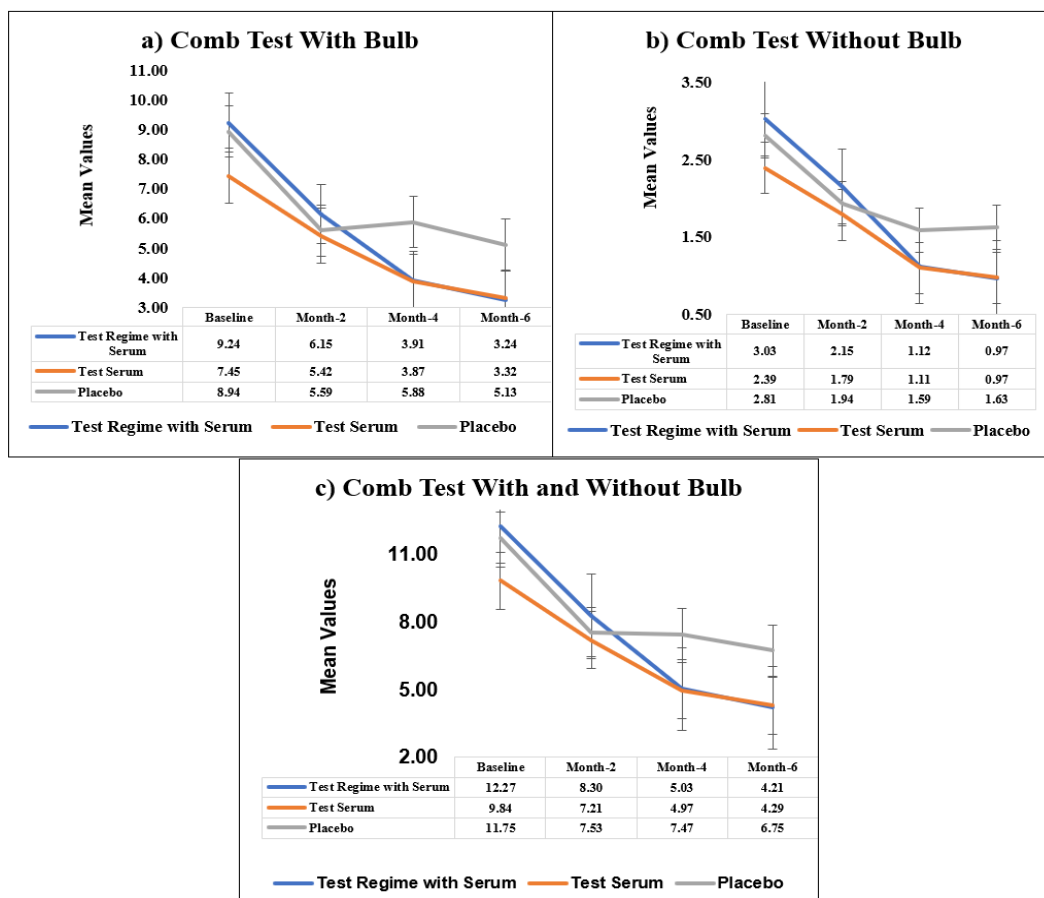 a) Comb Test With Bulb
Mean Values
11.00
10.00
9.00
8.00
7.00
6.00
5.00
4.00
3.00
Baseline Month-2 Month-4 Month-6
Test Regime with Serum 9.24 6.15 3.91 3.24
Test Serum 7.45 5.42 3.87 3.32
Placebo 8.94 5.59 5.88 5.13
Test Regime with Serum Test Serum Placebo
b) Comb Test Without Bulb
Mean Values
3.50
2.50
1.50
0.50
Baseline Month-2 Month-4 Month-6
Test Regime with Serum 3.03 2.15 1.12 0.97
Test Serum 2.39 1.79 1.11 0.97
Placebo 2.81 1.94 1.59 1.63
Test Regime with Serum Test Serum Placebo
c) Comb Test With and Without Bulb
Mean Values
11.00
8.00
5.00
2.00
Baseline Month-2 Month-4 Month-6
Test Regime with Serum 12.27 8.30 5.03 4.21
Test Serum 9.84 7.21 4.97 4.29
Placebo 11.75 7.53 7.47 6.75
Test Regime with Serum Test Serum Placebo